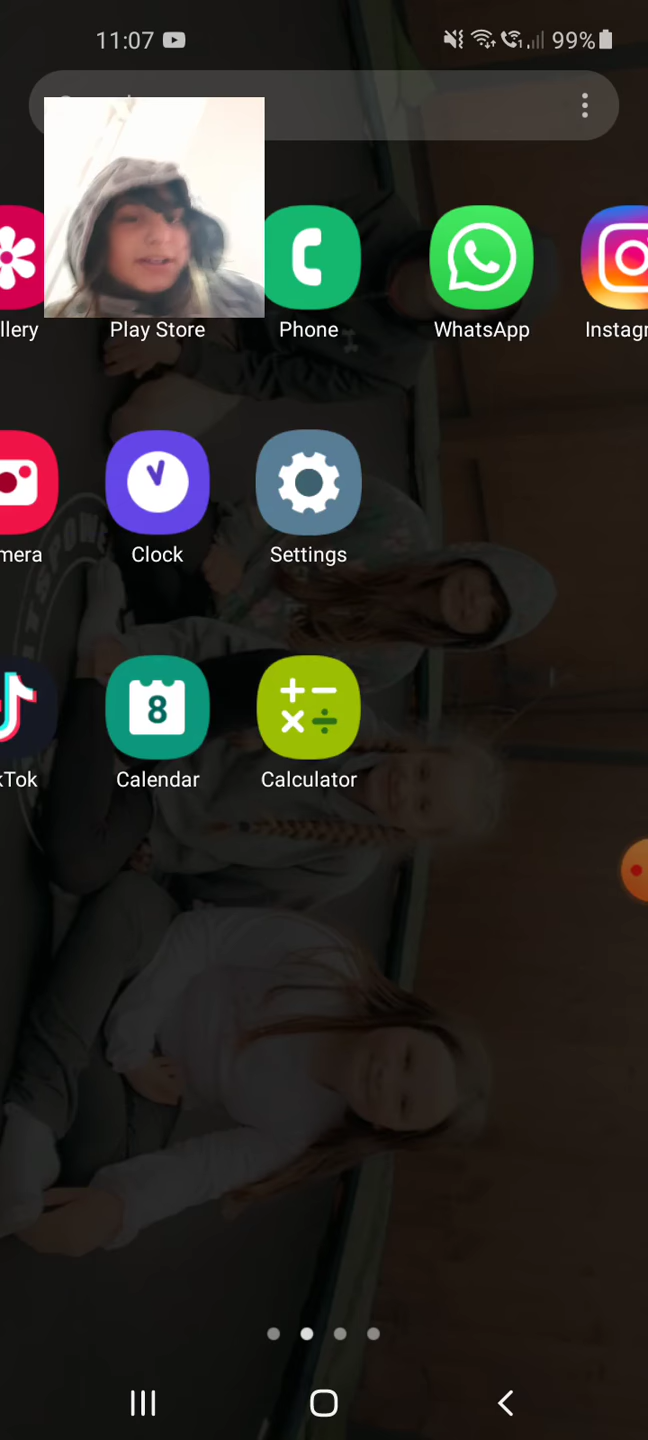 11:07 99%
llery Play Store Phone WhatsApp Instagr
mera Clock Settings
8
kTok Calendar Calculator